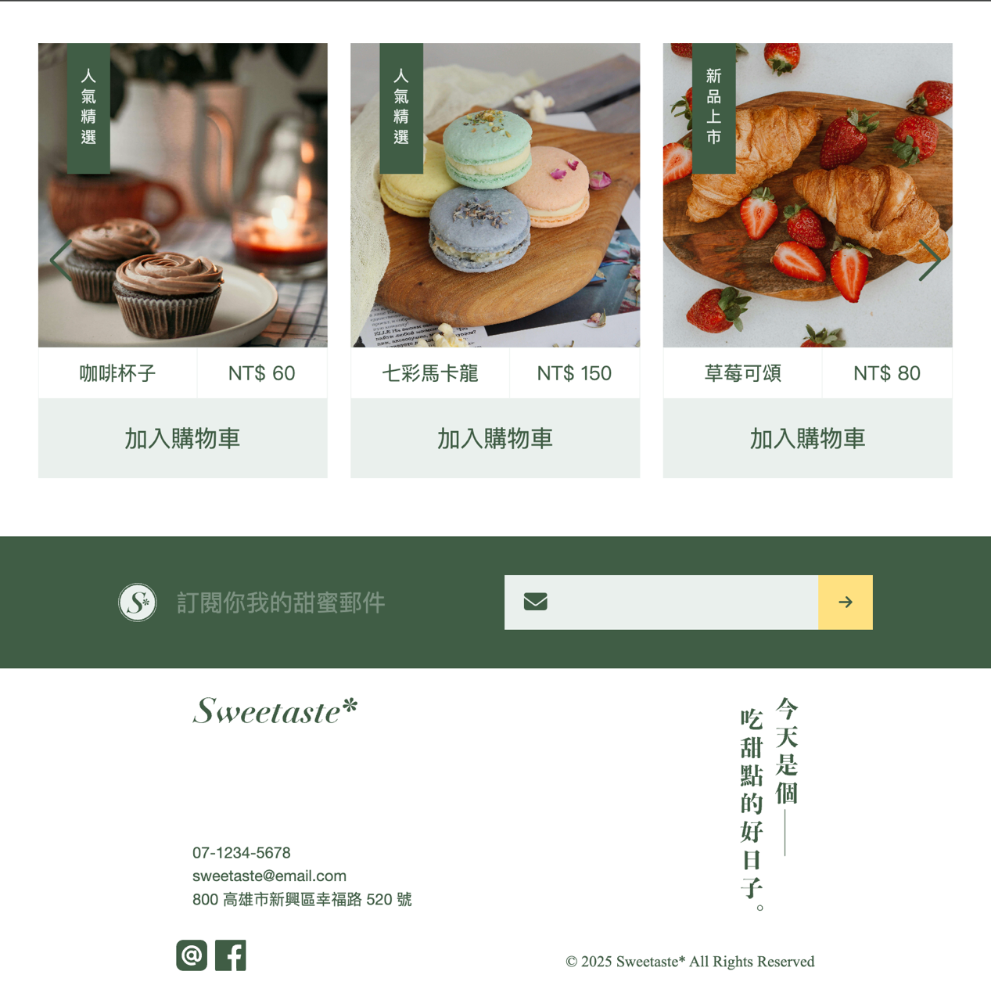 人氣精選
人氣精選
新品上市
咖啡杯子
NT$ 60
七彩馬卡龍
NT$ 150
草莓可頌
NT$ 80
加入購物車
加入購物車
加入購物車
S*
訂閱你我的甜蜜郵件
Sweetaste*
今天是個——
吃甜點的好日子。
07-1234-5678
sweetaste@email.com
800 高雄市新興區幸福路 520 號
© 2025 Sweetaste* All Rights Reserved